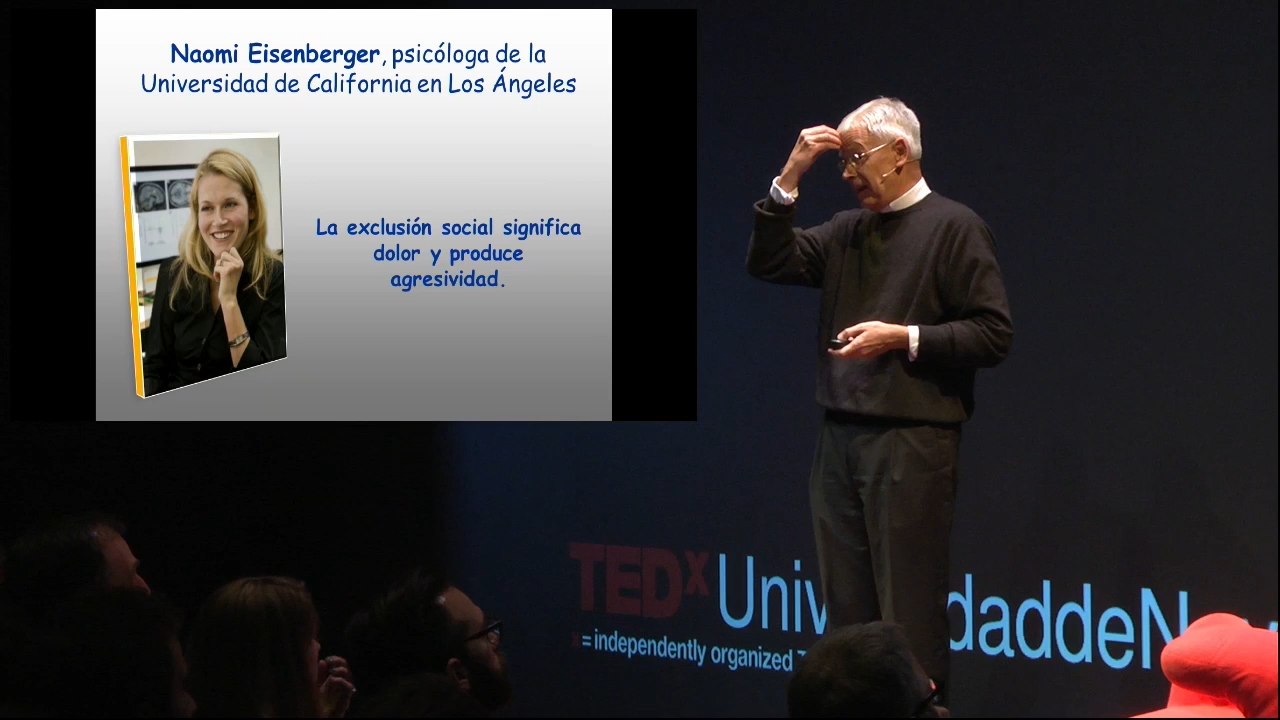 Naomi Eisenberger, psicóloga de la
Universidad de California en Los Ángeles
La exclusión social significa
dolor y produce
agresividad.
TEDx
= independently organized